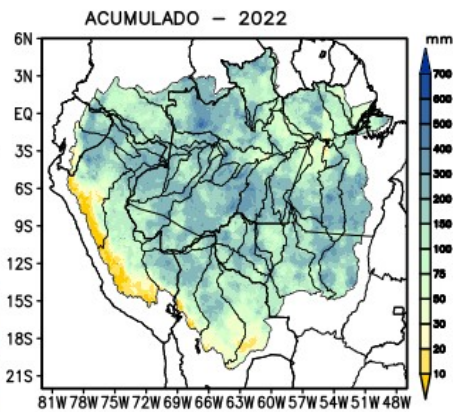 ACUMULADO – 2022
mm
6N
3N
EQ
3S
6S
9S
12S
15S
18S
21S
81W 78W 75W 72W 69W 66W 63W 60W 57W 54W 51W 48W
700
600
500
400
300
200
150
100
75
50
30
20
10